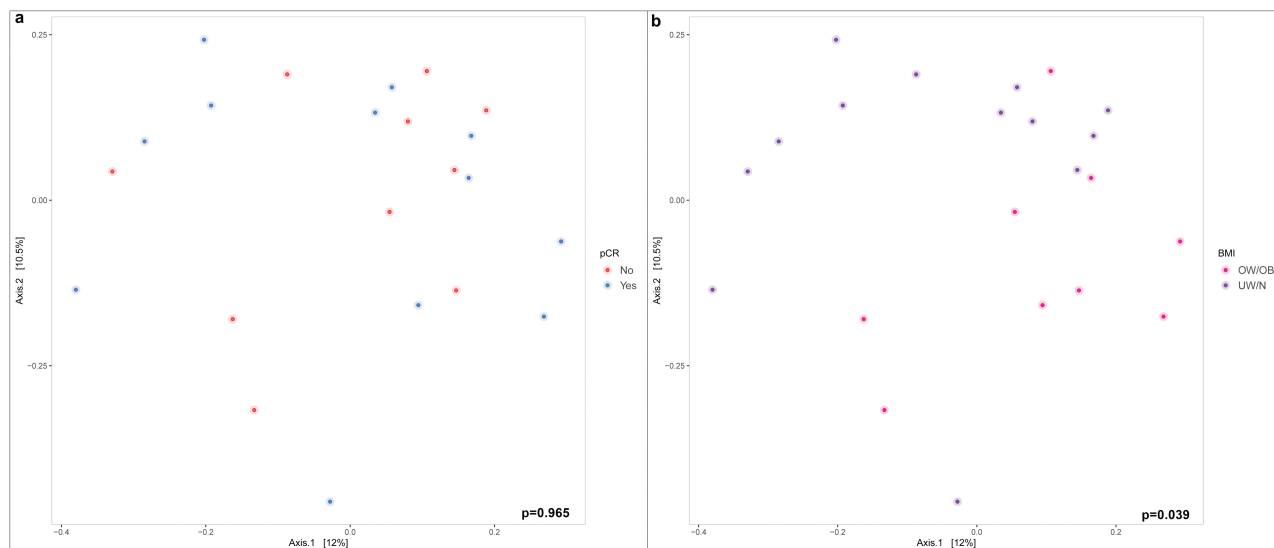 a
0.25
0.00
−0.25
Axis.2 [10.5%]
−0.4
−0.2
0.0
0.2
Axis.1 [12%]
p=0.965
pCR
No
Yes
b
0.25
0.00
−0.25
Axis.2 [10.5%]
−0.4
−0.2
0.0
0.2
Axis.1 [12%]
p=0.039
BMI
OW/OB
UW/N